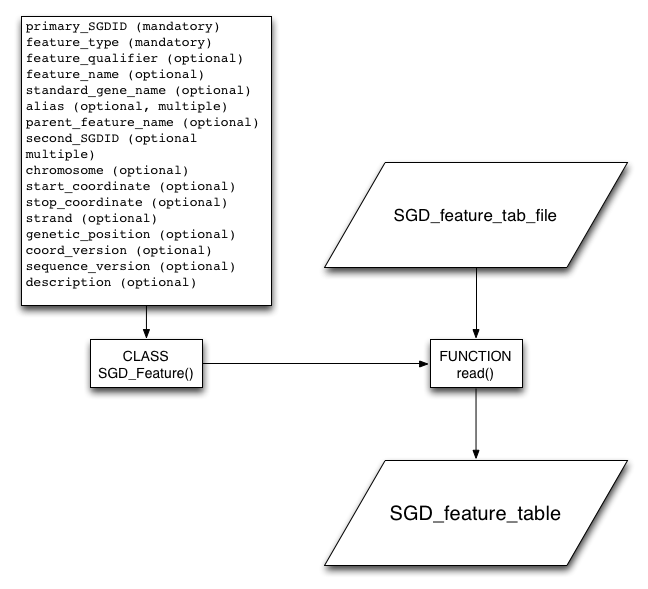 primary_SGDID (mandatory)
feature_type (mandatory)
feature_qualifier (optional)
feature_name (optional)
standard_gene_name (optional)
alias (optional, multiple)
parent_feature_name (optional)
second_SGDID (optional
multiple)
chromosome (optional)
start_coordinate (optional)
stop_coordinate (optional)
strand (optional)
genetic_position (optional)
coord_version (optional)
sequence_version (optional)
description (optional)
SGD_feature_tab_file
CLASS
SGD_Feature()
FUNCTION
read()
SGD_feature_table